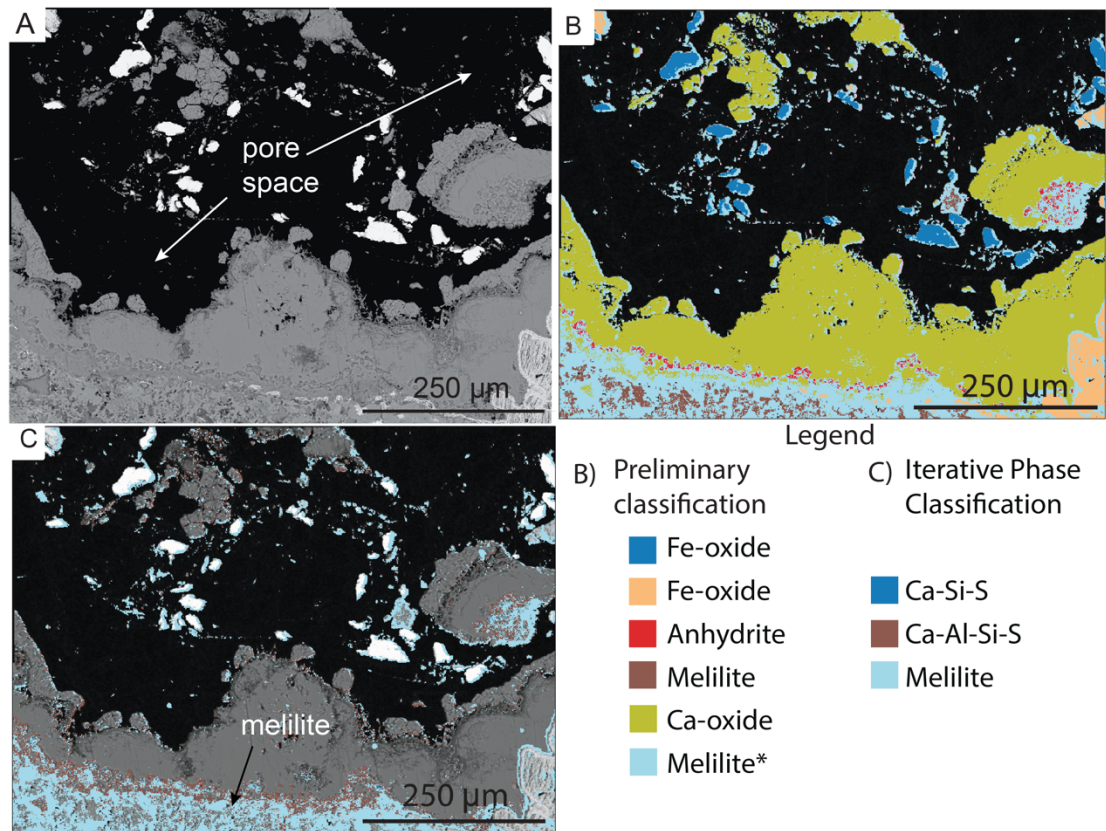 A
pore
space
250 µm
B
250 µm
C
melilite
250 µm
Legend
B) Preliminary
classification
Fe-oxide
Fe-oxide
Anhydrite
Melilite
Ca-oxide
Melilite*
C) Iterative Phase
Classification
Ca-Si-S
Ca-Al-Si-S
Melilite